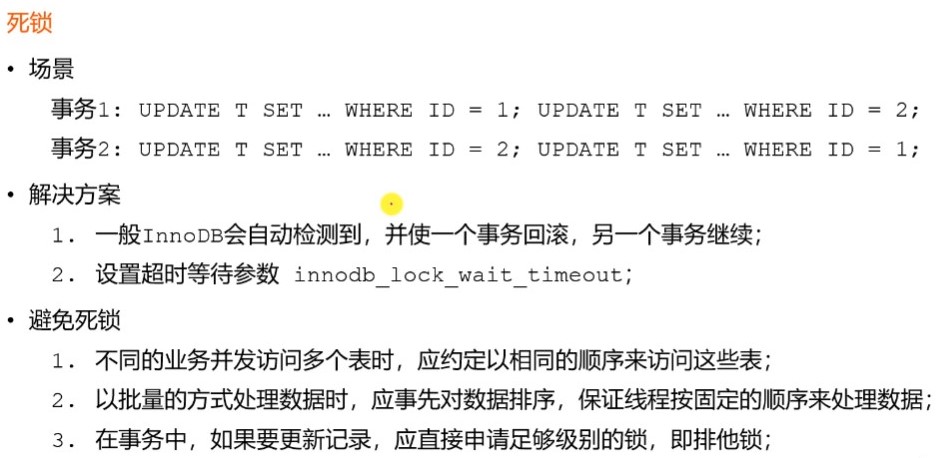 死锁
• 场景
事务1: UPDATE T SET … WHERE ID = 1; UPDATE T SET … WHERE ID = 2;
事务2: UPDATE T SET … WHERE ID = 2; UPDATE T SET … WHERE ID = 1;
• 解决方案
1. 一般InnoDB会自动检测到，并使一个事务回滚，另一个事务继续；
2. 设置超时等待参数 innodb_lock_wait_timeout；
• 避免死锁
1. 不同的业务并发访问多个表时，应约定以相同的顺序来访问这些表；
2. 以批量的方式处理数据时，应事先对数据排序，保证线程按固定的顺序来处理数据；
3. 在事务中，如果要更新记录，应直接申请足够级别的锁，即排他锁；